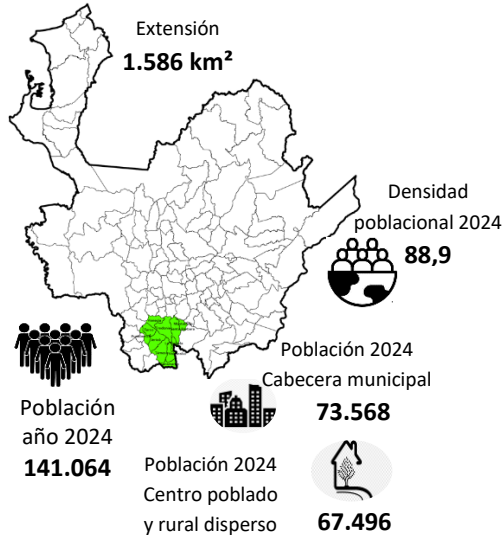 Extensión
1.586 km²
Densidad
poblacional 2024
88,9
Población
año 2024
141.064
Población 2024
Cabecera municipal
73.568
Población 2024
Centro poblado
y rural disperso
67.496